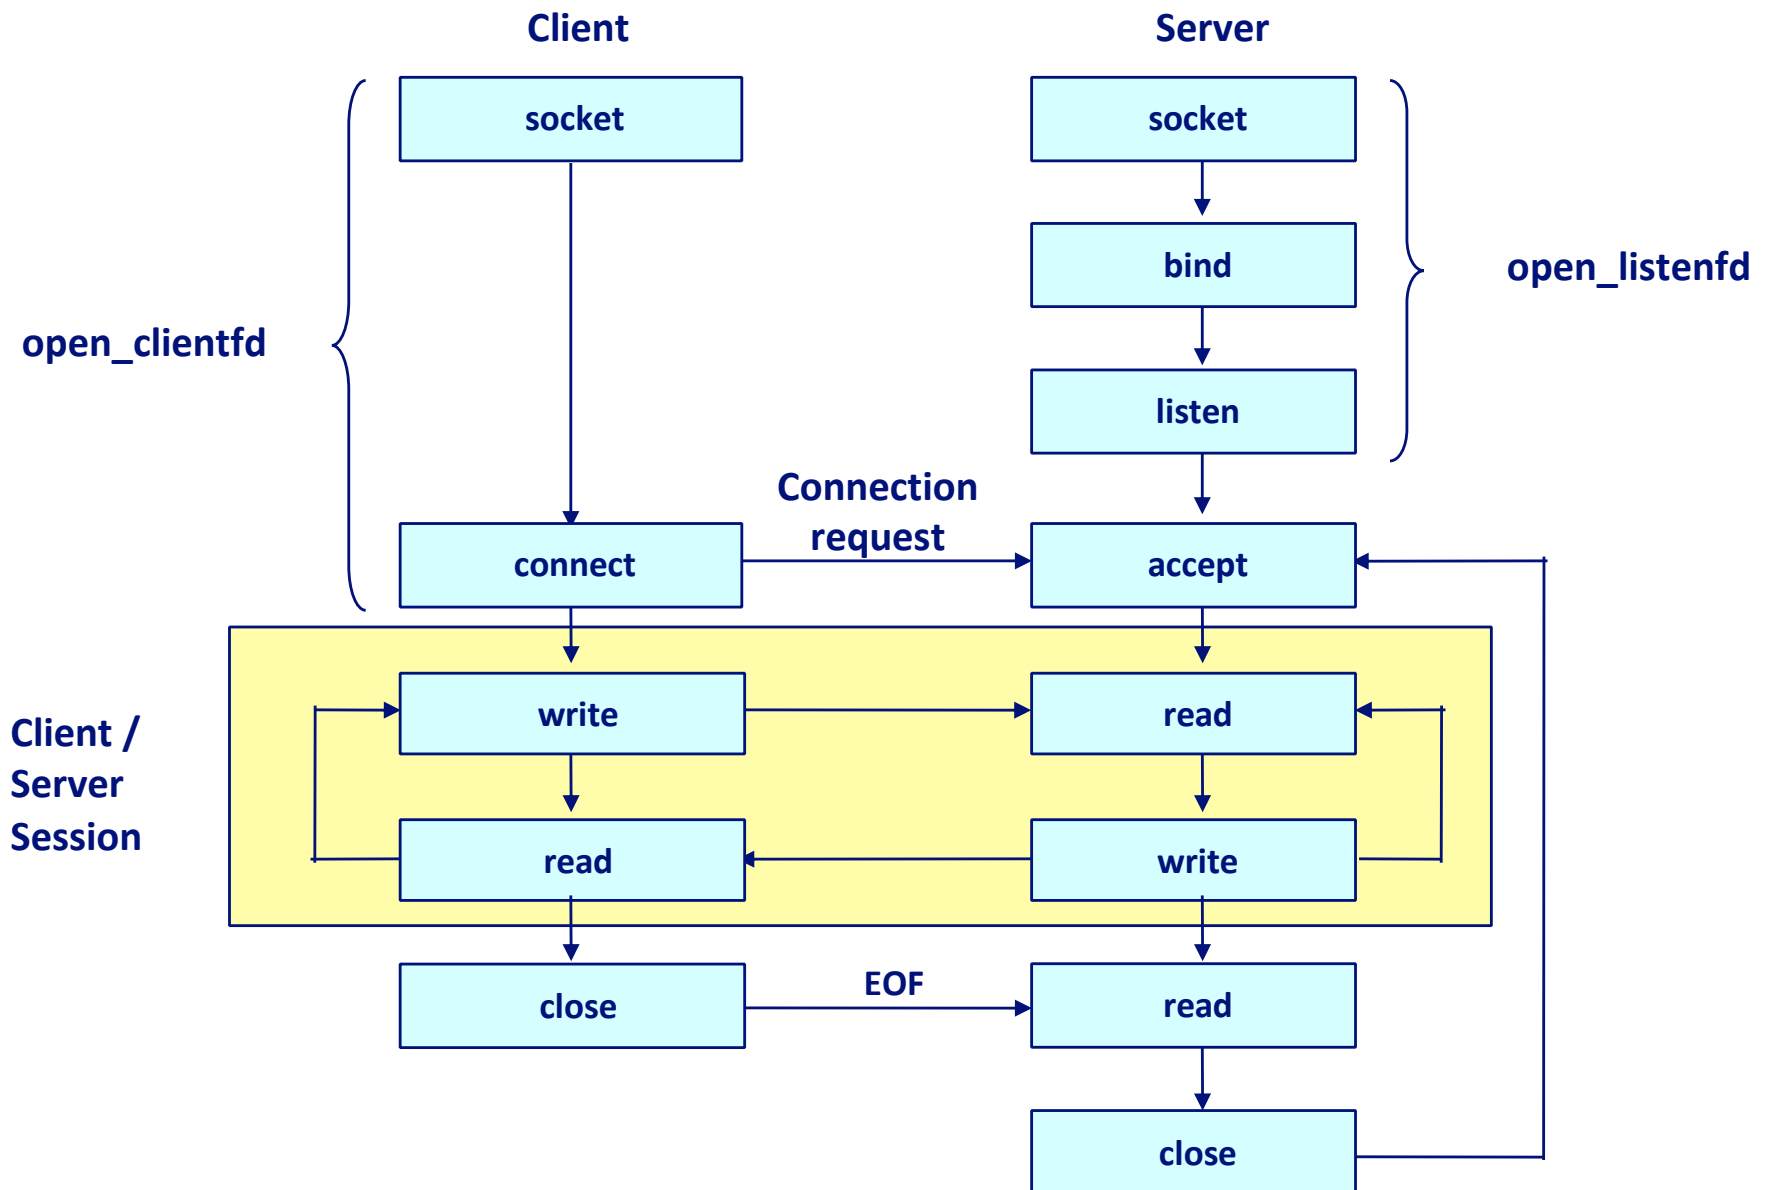 Client
Server
socket
socket
bind
open_listenfd
open_clientfd
listen
Connection
request
connect
accept
Client /
Server
Session
write
read
read
write
close
EOF
read
close